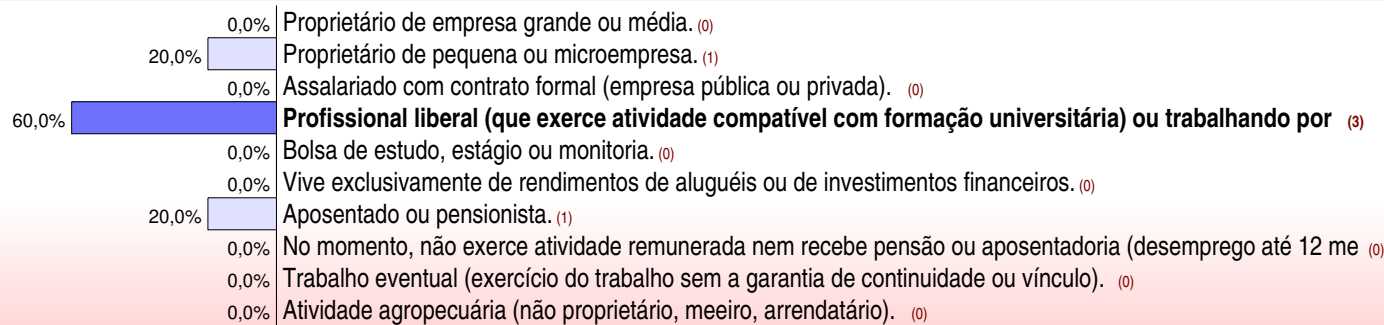 0,0% Proprietário de empresa grande ou média. (0)
20,0% Proprietário de pequena ou microempresa. (1)
0,0% Assalariado com contrato formal (empresa pública ou privada). (0)
60,0% Profissional liberal (que exerce atividade compatível com formação universitária) ou trabalhando por (3)
0,0% Bolsa de estudo, estágio ou monitoria. (0)
0,0% Vive exclusivamente de rendimentos de aluguéis ou de investimentos financeiros. (0)
20,0% Aposentado ou pensionista. (1)
0,0% No momento, não exerce atividade remunerada nem recebe pensão ou aposentadoria (desemprego até 12 me (0)
0,0% Trabalho eventual (exercício do trabalho sem a garantia de continuidade ou vínculo). (0)
0,0% Atividade agropecuária (não proprietário, meeiro, arrendatário). (0)